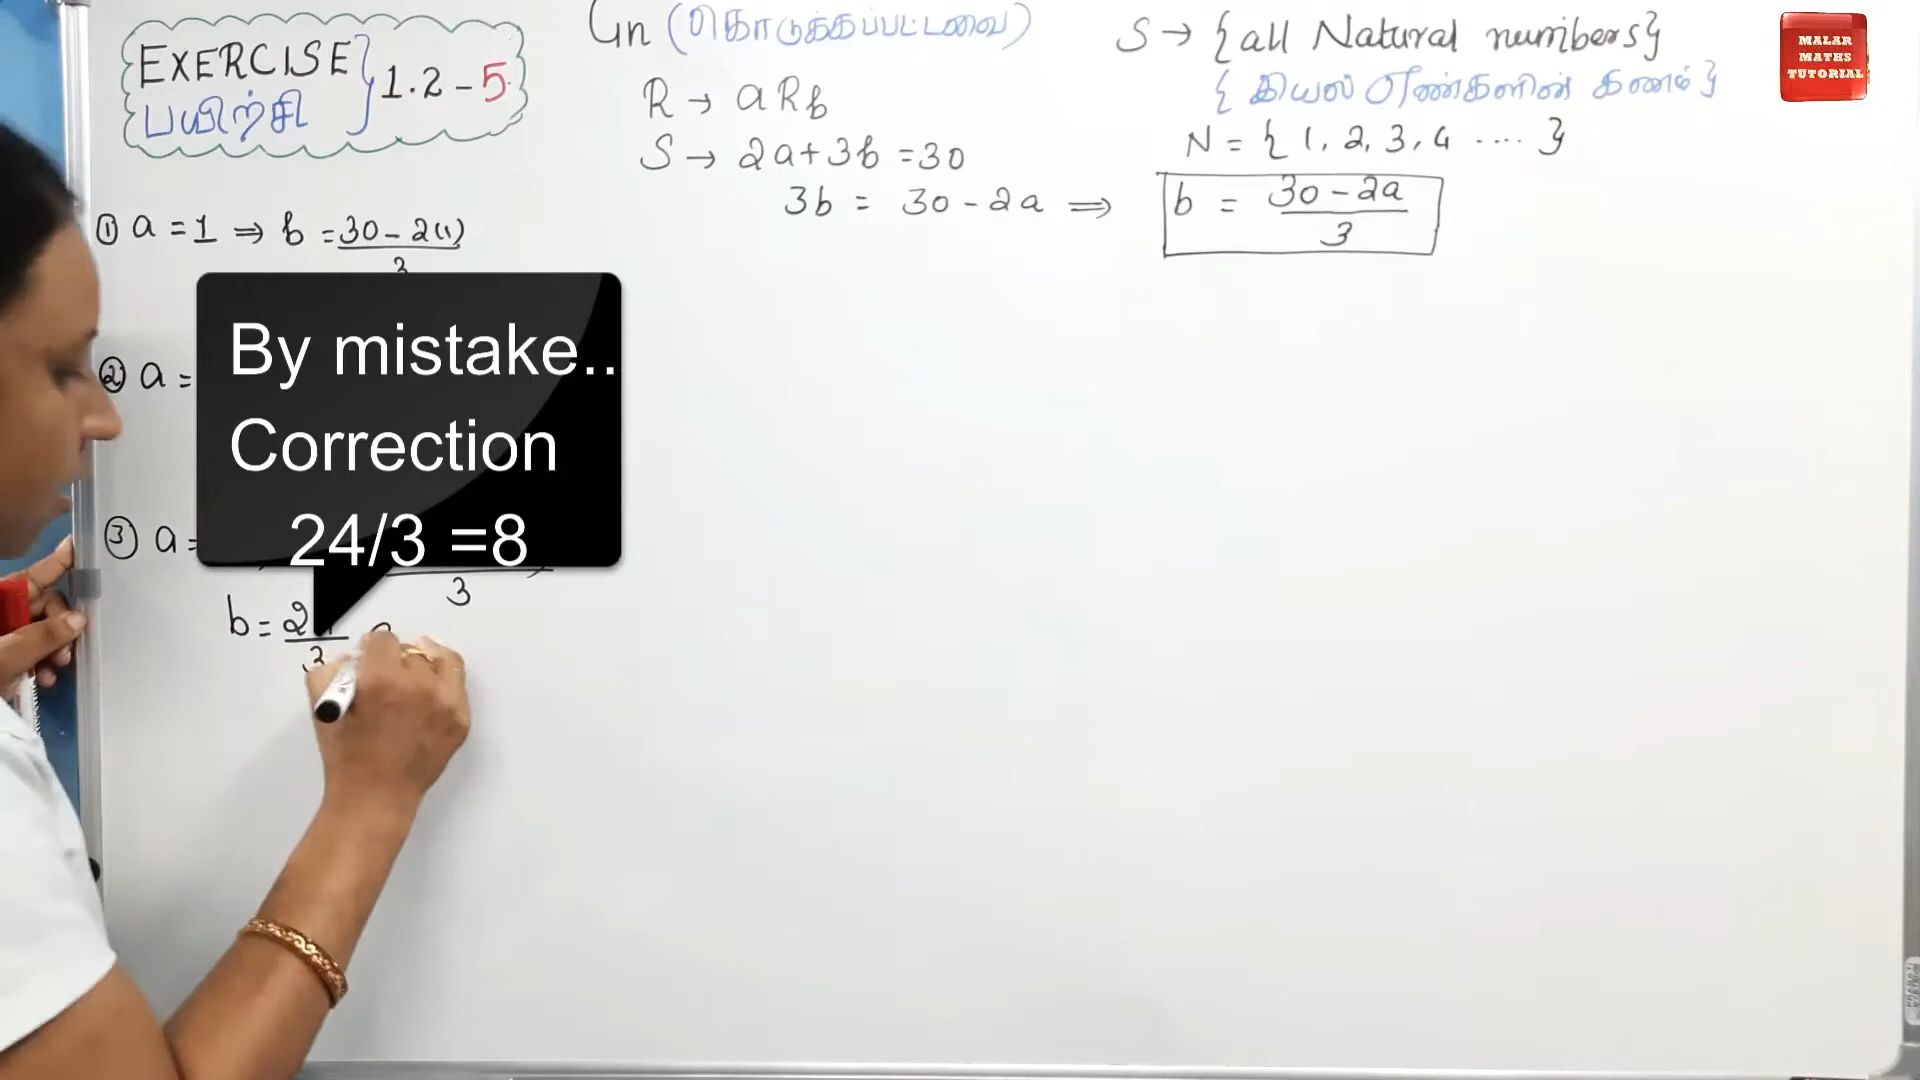 EXERCISE
பயிற்சி
} 1.2 - 5
Gn (கொடுக்கப்பட்டவை)
R → aRb
S → 2a+3b = 30
3b = 30 - 2a ⇒
b = 30 - 2a
3
S → {all Natural numbers}
{இயல் எண்களின் கணம்}
N = {1, 2, 3, 4 ....}
MALAR
MATHS
TUTORIAL
① a = 1 ⇒ b = 30 - 2(1)
3
② a =
③ a =
3
b = 2
3
By mistake..
Correction
24/3 =8